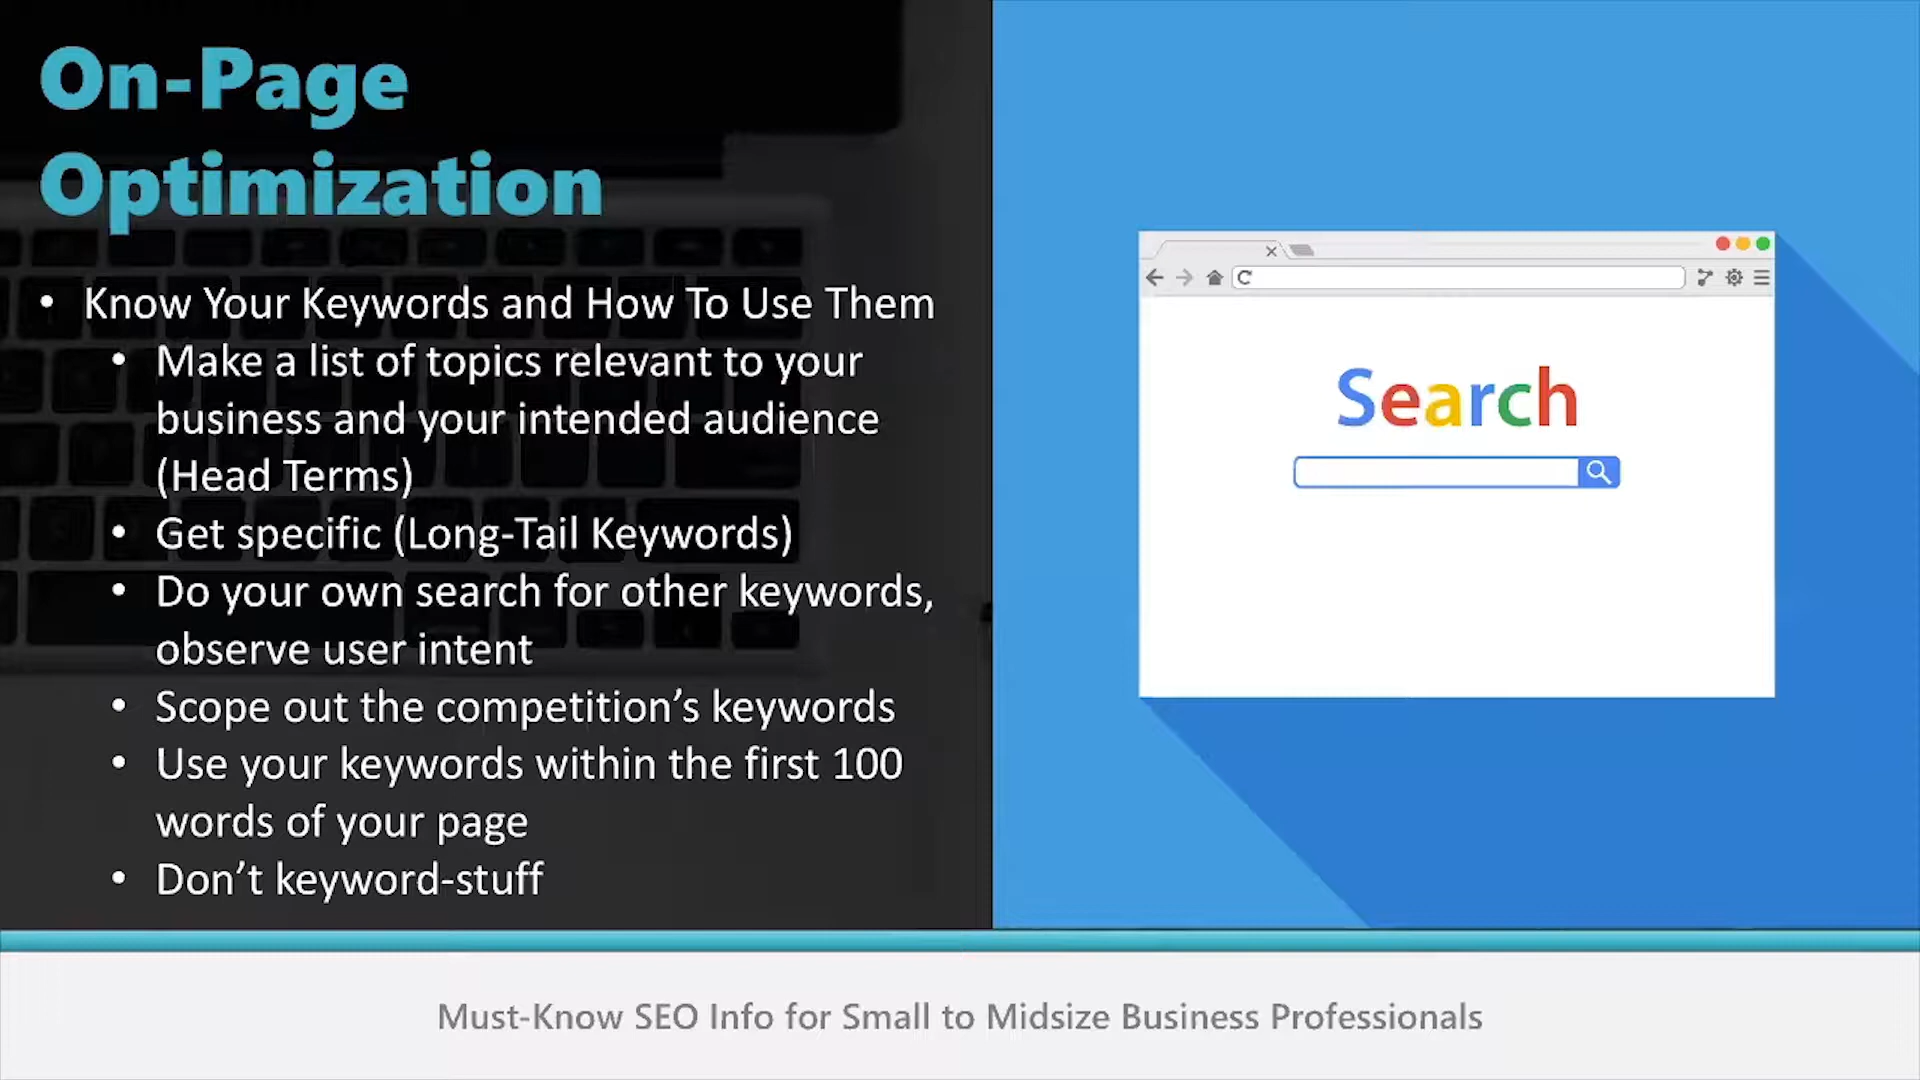 On-Page
Optimization
• Know Your Keywords and How To Use Them
• Make a list of topics relevant to your
business and your intended audience
(Head Terms)
• Get specific (Long-Tail Keywords)
• Do your own search for other keywords,
observe user intent
• Scope out the competition’s keywords
• Use your keywords within the first 100
words of your page
• Don’t keyword-stuff
Search
Must-Know SEO Info for Small to Midsize Business Professionals